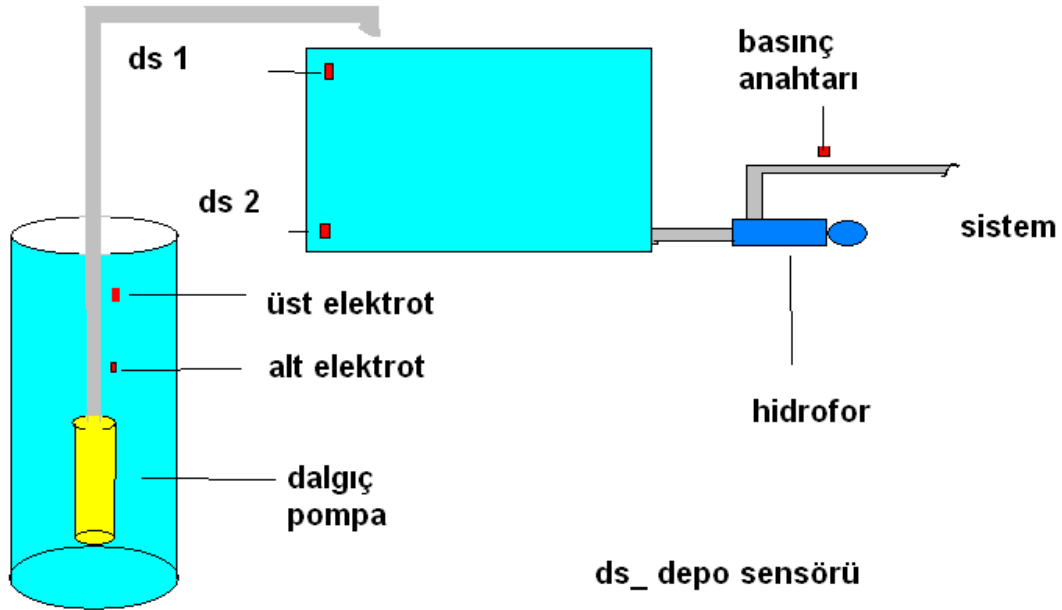 ds 1
basınç
anahtarı
ds 2
sistem
üst elektrot
alt elektrot
hidrofor
dalgıç
pompa
ds_ depo sensörü